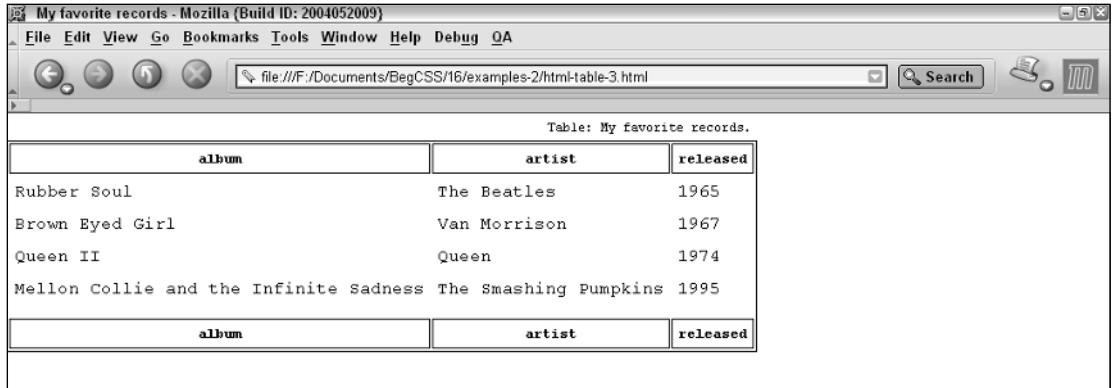 My favorite records - Mozilla {Build ID: 2004052009}
File Edit View Go Bookmarks Tools Window Help Debug QA
file:///F:/Documents/BegCSS/16/examples-2/html-table-3.html Search
Table: My favorite records.
album artist released
Rubber Soul The Beatles 1965
Brown Eyed Girl Van Morrison 1967
Queen II Queen 1974
Mellon Collie and the Infinite Sadness The Smashing Pumpkins 1995
album artist released